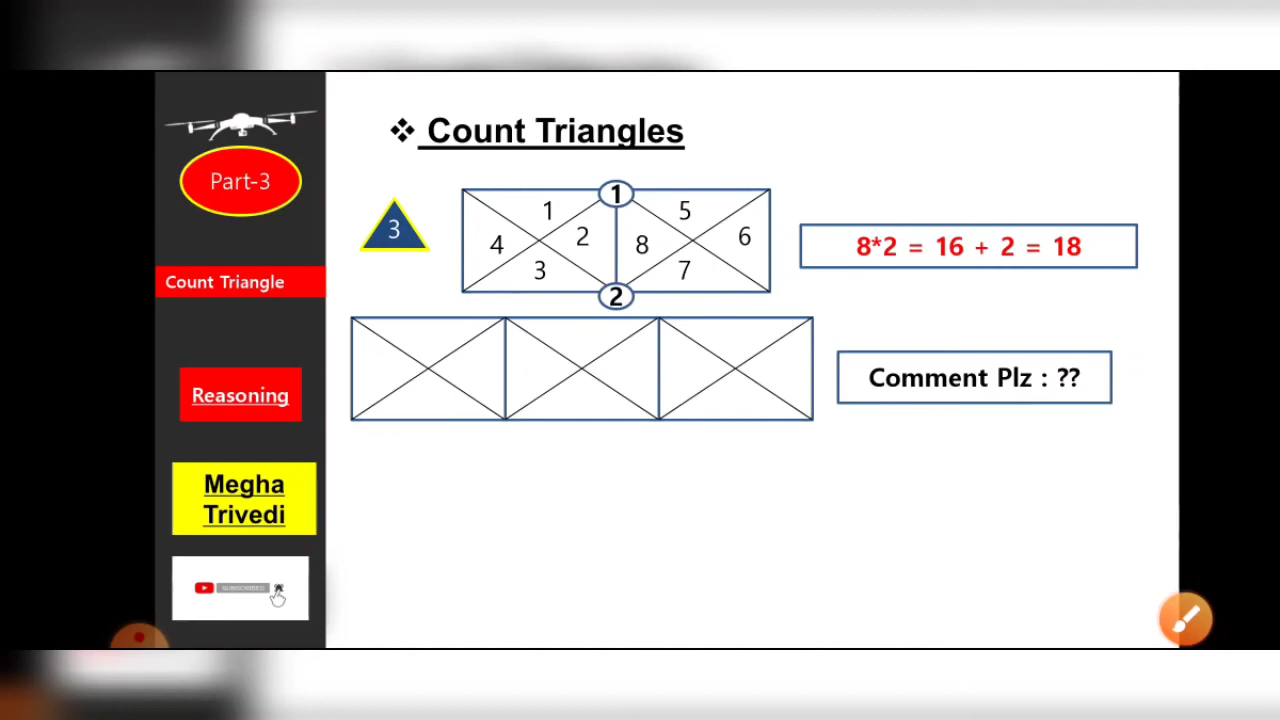 ❖ Count Triangles
Part-3
3
1
1
5
4
2
8
6
3
7
2
8*2 = 16 + 2 = 18
Count Triangle
Comment Plz : ??
Reasoning
Megha
Trivedi
SUBSCRIBED